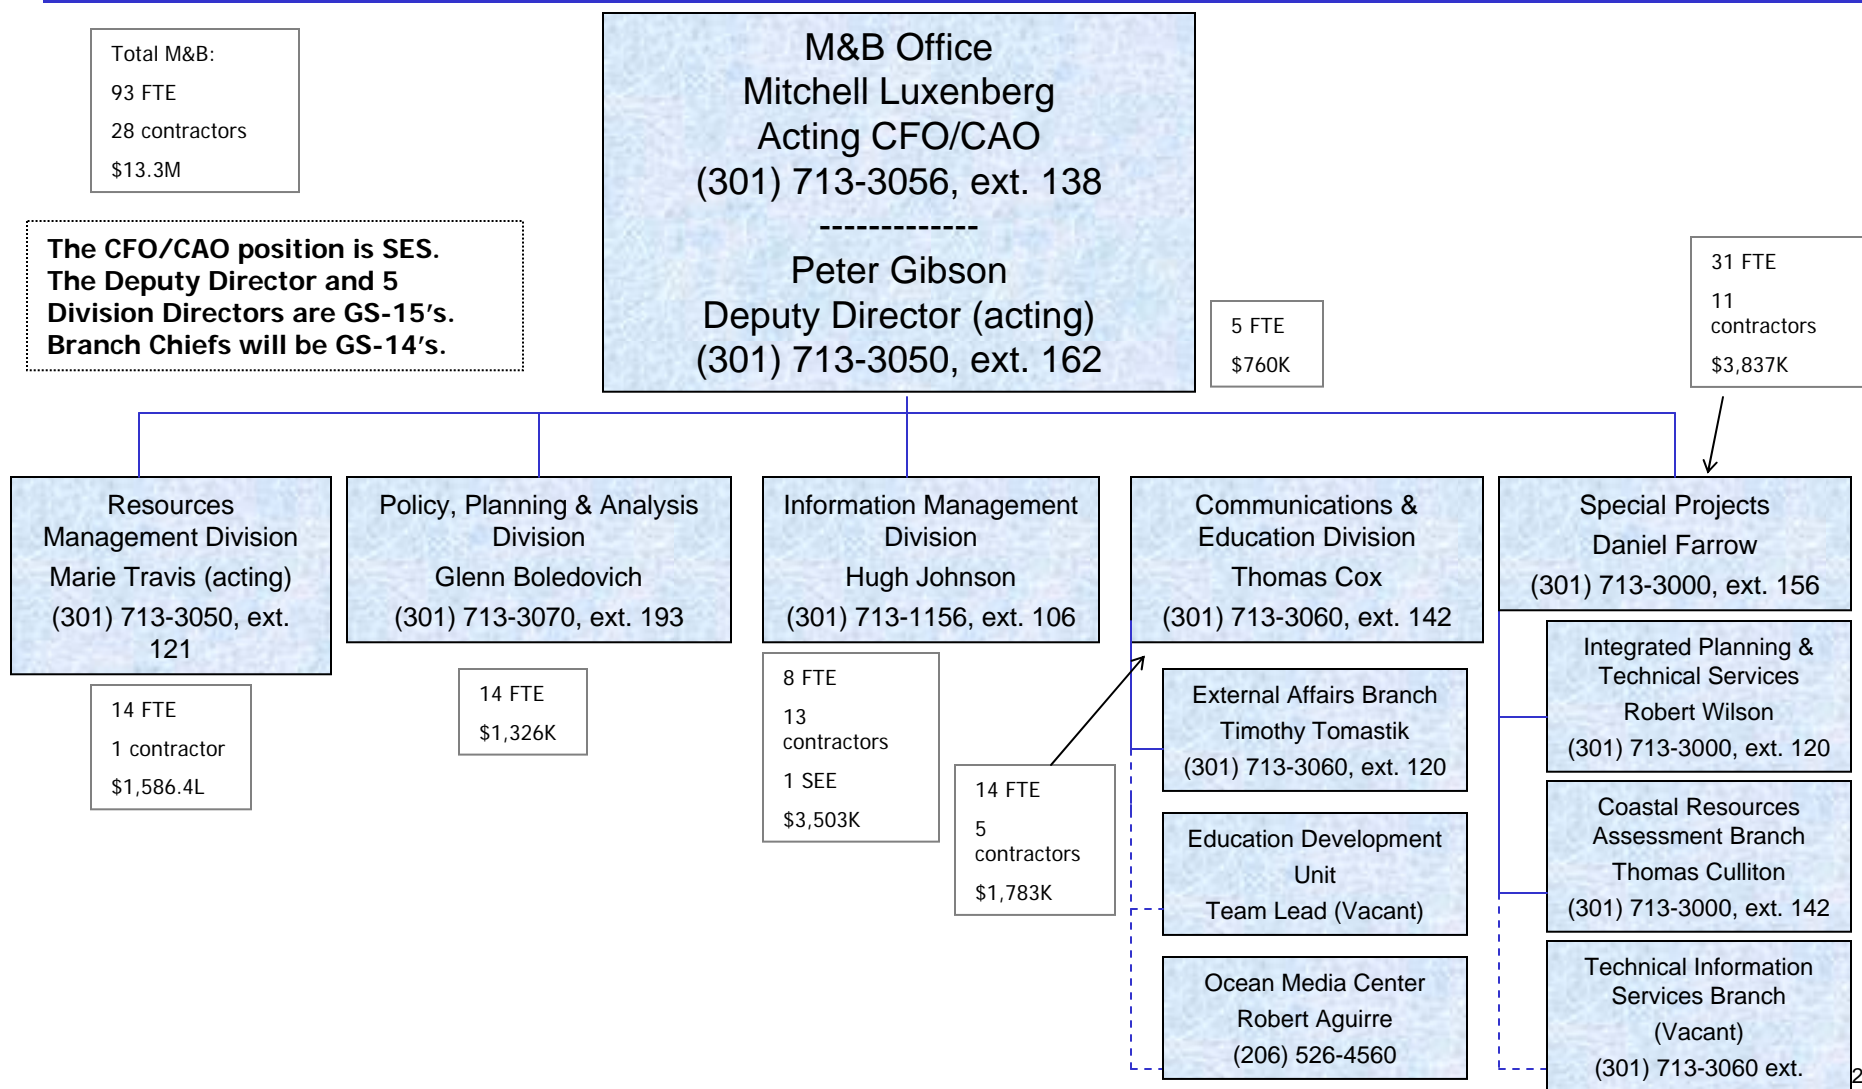 Total M&B:
93 FTE
28 contractors
$13.3M
The CFO/CAO position is SES.
The Deputy Director and 5
Division Directors are GS-15's.
Branch Chiefs will be GS-14's.
M&B Office
Mitchell Luxenberg
Acting CFO/CAO
(301) 713-3056, ext. 138
-------------
Peter Gibson
Deputy Director (acting)
(301) 713-3050, ext. 162
5 FTE
$760K
31 FTE
11
contractors
$3,837K
Resources
Management Division
Marie Travis (acting)
(301) 713-3050, ext.
121
14 FTE
1 contractor
$1,586.4L
Policy, Planning & Analysis
Division
Glenn Boledovich
(301) 713-3070, ext. 193
14 FTE
$1,326K
Information Management
Division
Hugh Johnson
(301) 713-1156, ext. 106
8 FTE
13
contractors
1 SEE
$3,503K
Communications &
Education Division
Thomas Cox
(301) 713-3060, ext. 142
14 FTE
5
contractors
$1,783K
External Affairs Branch
Timothy Tomastik
(301) 713-3060, ext. 120
Education Development
Unit
Team Lead (Vacant)
Ocean Media Center
Robert Aguirre
(206) 526-4560
Special Projects
Daniel Farrow
(301) 713-3000, ext. 156
Integrated Planning &
Technical Services
Robert Wilson
(301) 713-3000, ext. 120
Coastal Resources
Assessment Branch
Thomas Culliton
(301) 713-3000, ext. 142
Technical Information
Services Branch
(Vacant)
(301) 713-3060 ext.
2